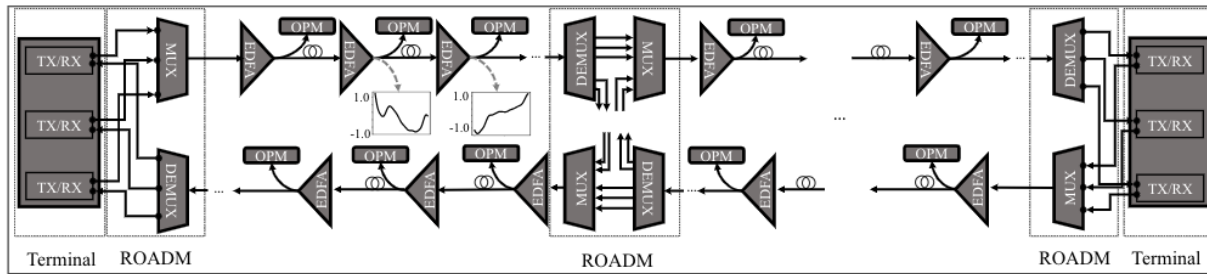 OPM OPM OPM OPM OPM
TX/RX MUX EDFA EDFA EDFA ... DEMUX MUX EDFA EDFA ... DEMUX TX/RX
1.0 1.0
-1.0 -1.0
TX/RX ... TX/RX
OPM OPM OPM OPM OPM
TX/RX DEMUX ... EDFA EDFA EDFA MUX DEMUX ... EDFA EDFA MUX TX/RX
Terminal ROADM ROADM ROADM Terminal